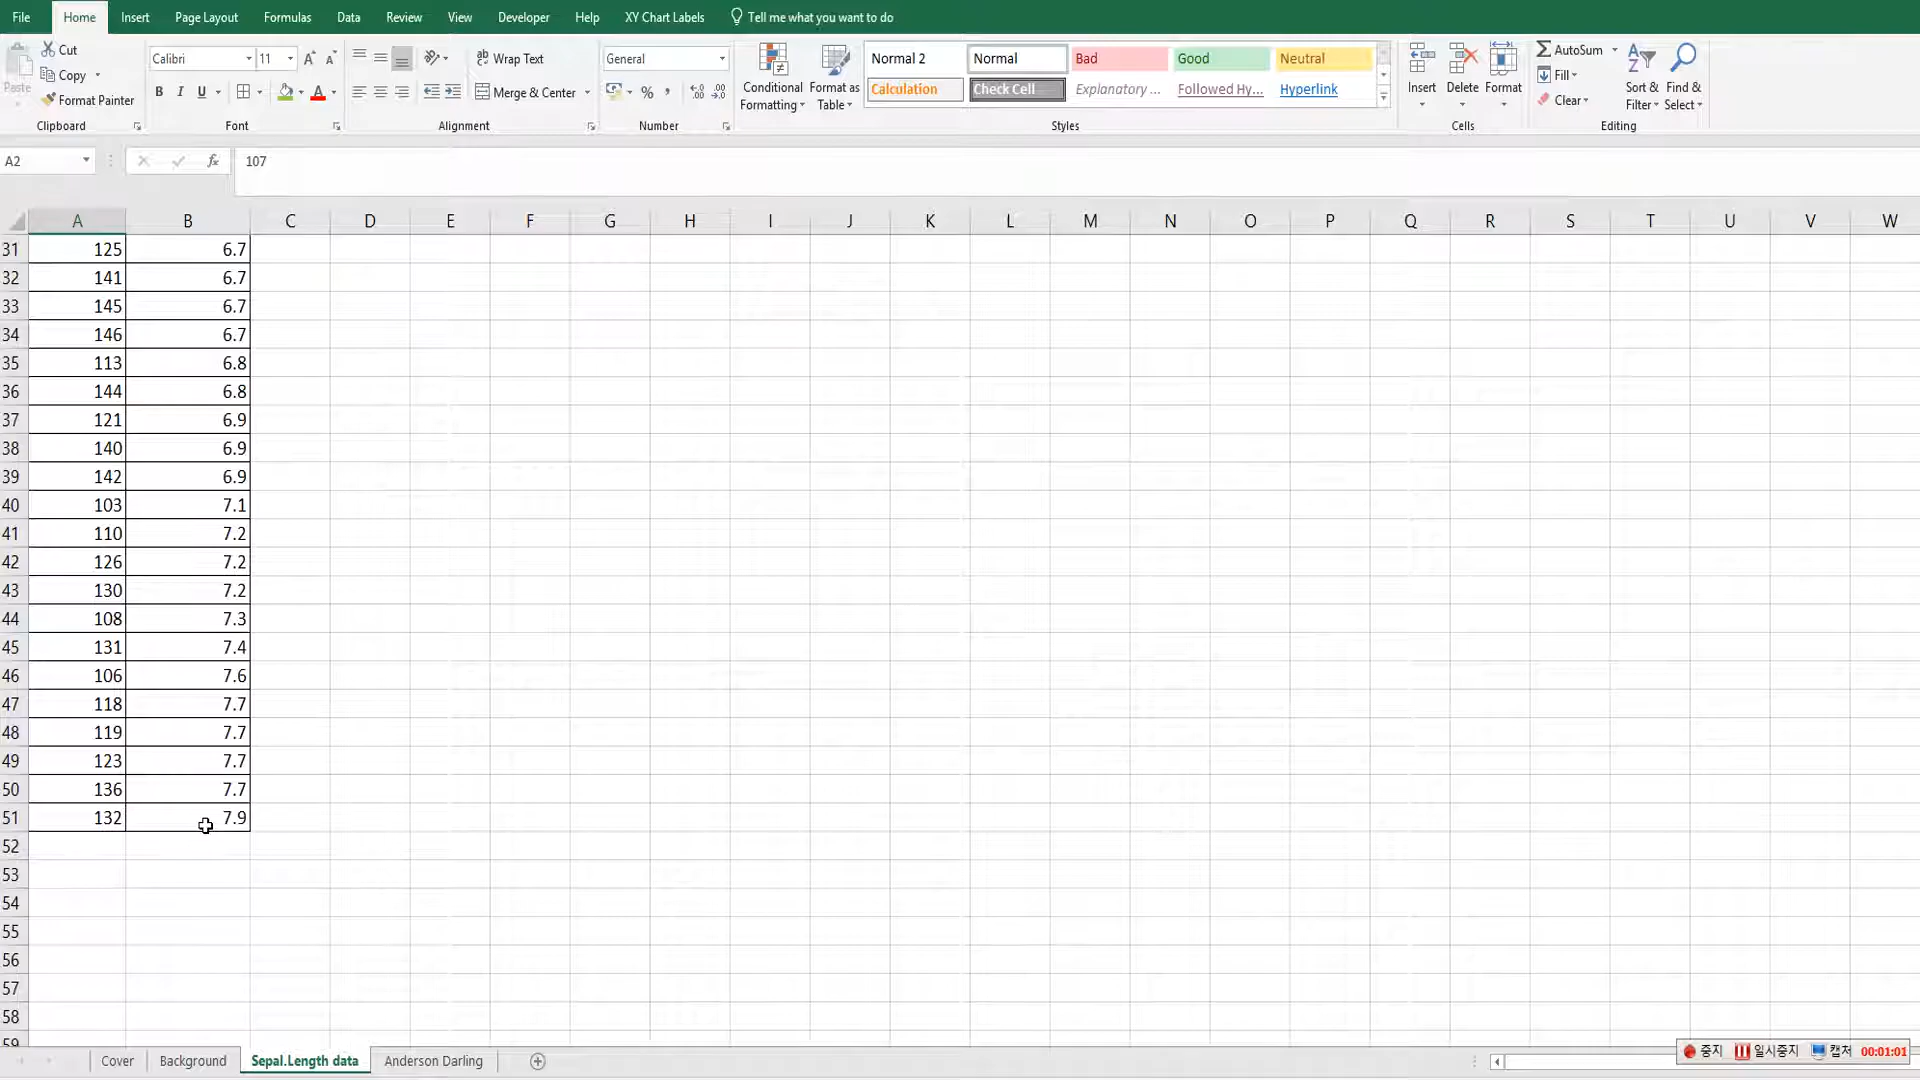 File Home Insert Page Layout Formulas Data Review View Developer Help XY Chart Labels Tell me what you want to do
Paste
Cut
Copy
Format Painter
Clipboard
Calibri 11
B I U
Font
Wrap Text
Merge & Center
Alignment
General
Number
Conditional Formatting
Format as Table
Normal 2 Normal Bad Good Neutral
Calculation Check Cell Explanatory ... Followed Hy... Hyperlink
Styles
Insert Delete Format
Cells
AutoSum
Fill
Clear
Sort & Filter
Find & Select
Editing
A2 fx 107
A B C D E F G H I J K L M N O P Q R S T U V W
31 125 6.7
32 141 6.7
33 145 6.7
34 146 6.7
35 113 6.8
36 144 6.8
37 121 6.9
38 140 6.9
39 142 6.9
40 103 7.1
41 110 7.2
42 126 7.2
43 130 7.2
44 108 7.3
45 131 7.4
46 106 7.6
47 118 7.7
48 119 7.7
49 123 7.7
50 136 7.7
51 132 7.9
52
53
54
55
56
57
58
59
Cover Background Sepal.Length data Anderson Darling
중지 일시중지 캡처 00:01:01